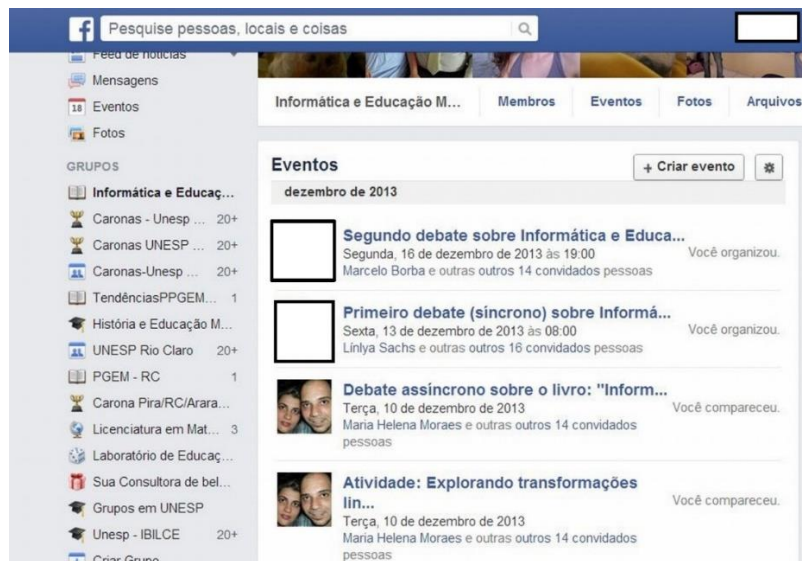 f Pesquise pessoas, locais e coisas
Feed de notícias
Mensagens
18 Eventos
Fotos
GRUPOS
Informática e Educaç...
Caronas - Unesp ... 20+
Caronas UNESP ... 20+
Caronas-Unesp ... 20+
TendênciasPPGEM... 1
História e Educação M...
UNESP Rio Claro 20+
PGEM - RC 1
Carona Pira/RC/Arara...
Licenciatura em Mat... 3
Laboratório de Educaç...
Sua Consultora de bel...
Grupos em UNESP
Unesp - IBILCE 20+
Criar Grupo
Informática e Educação M... Membros Eventos Fotos Arquivos
Eventos + Criar evento
dezembro de 2013
Segundo debate sobre Informática e Educa...
Segunda, 16 de dezembro de 2013 às 19:00 Você organizou.
Marcelo Borba e outras outros 14 convidados pessoas
Primeiro debate (síncrono) sobre Informá...
Sexta, 13 de dezembro de 2013 às 08:00 Você organizou.
Línlya Sachs e outras outros 16 convidados pessoas
Debate assíncrono sobre o livro: "Inform...
Terça, 10 de dezembro de 2013 Você compareceu.
Maria Helena Moraes e outras outros 14 convidados
pessoas
Atividade: Explorando transformações
lin... Você compareceu.
Terça, 10 de dezembro de 2013
Maria Helena Moraes e outras outros 14 convidados
pessoas